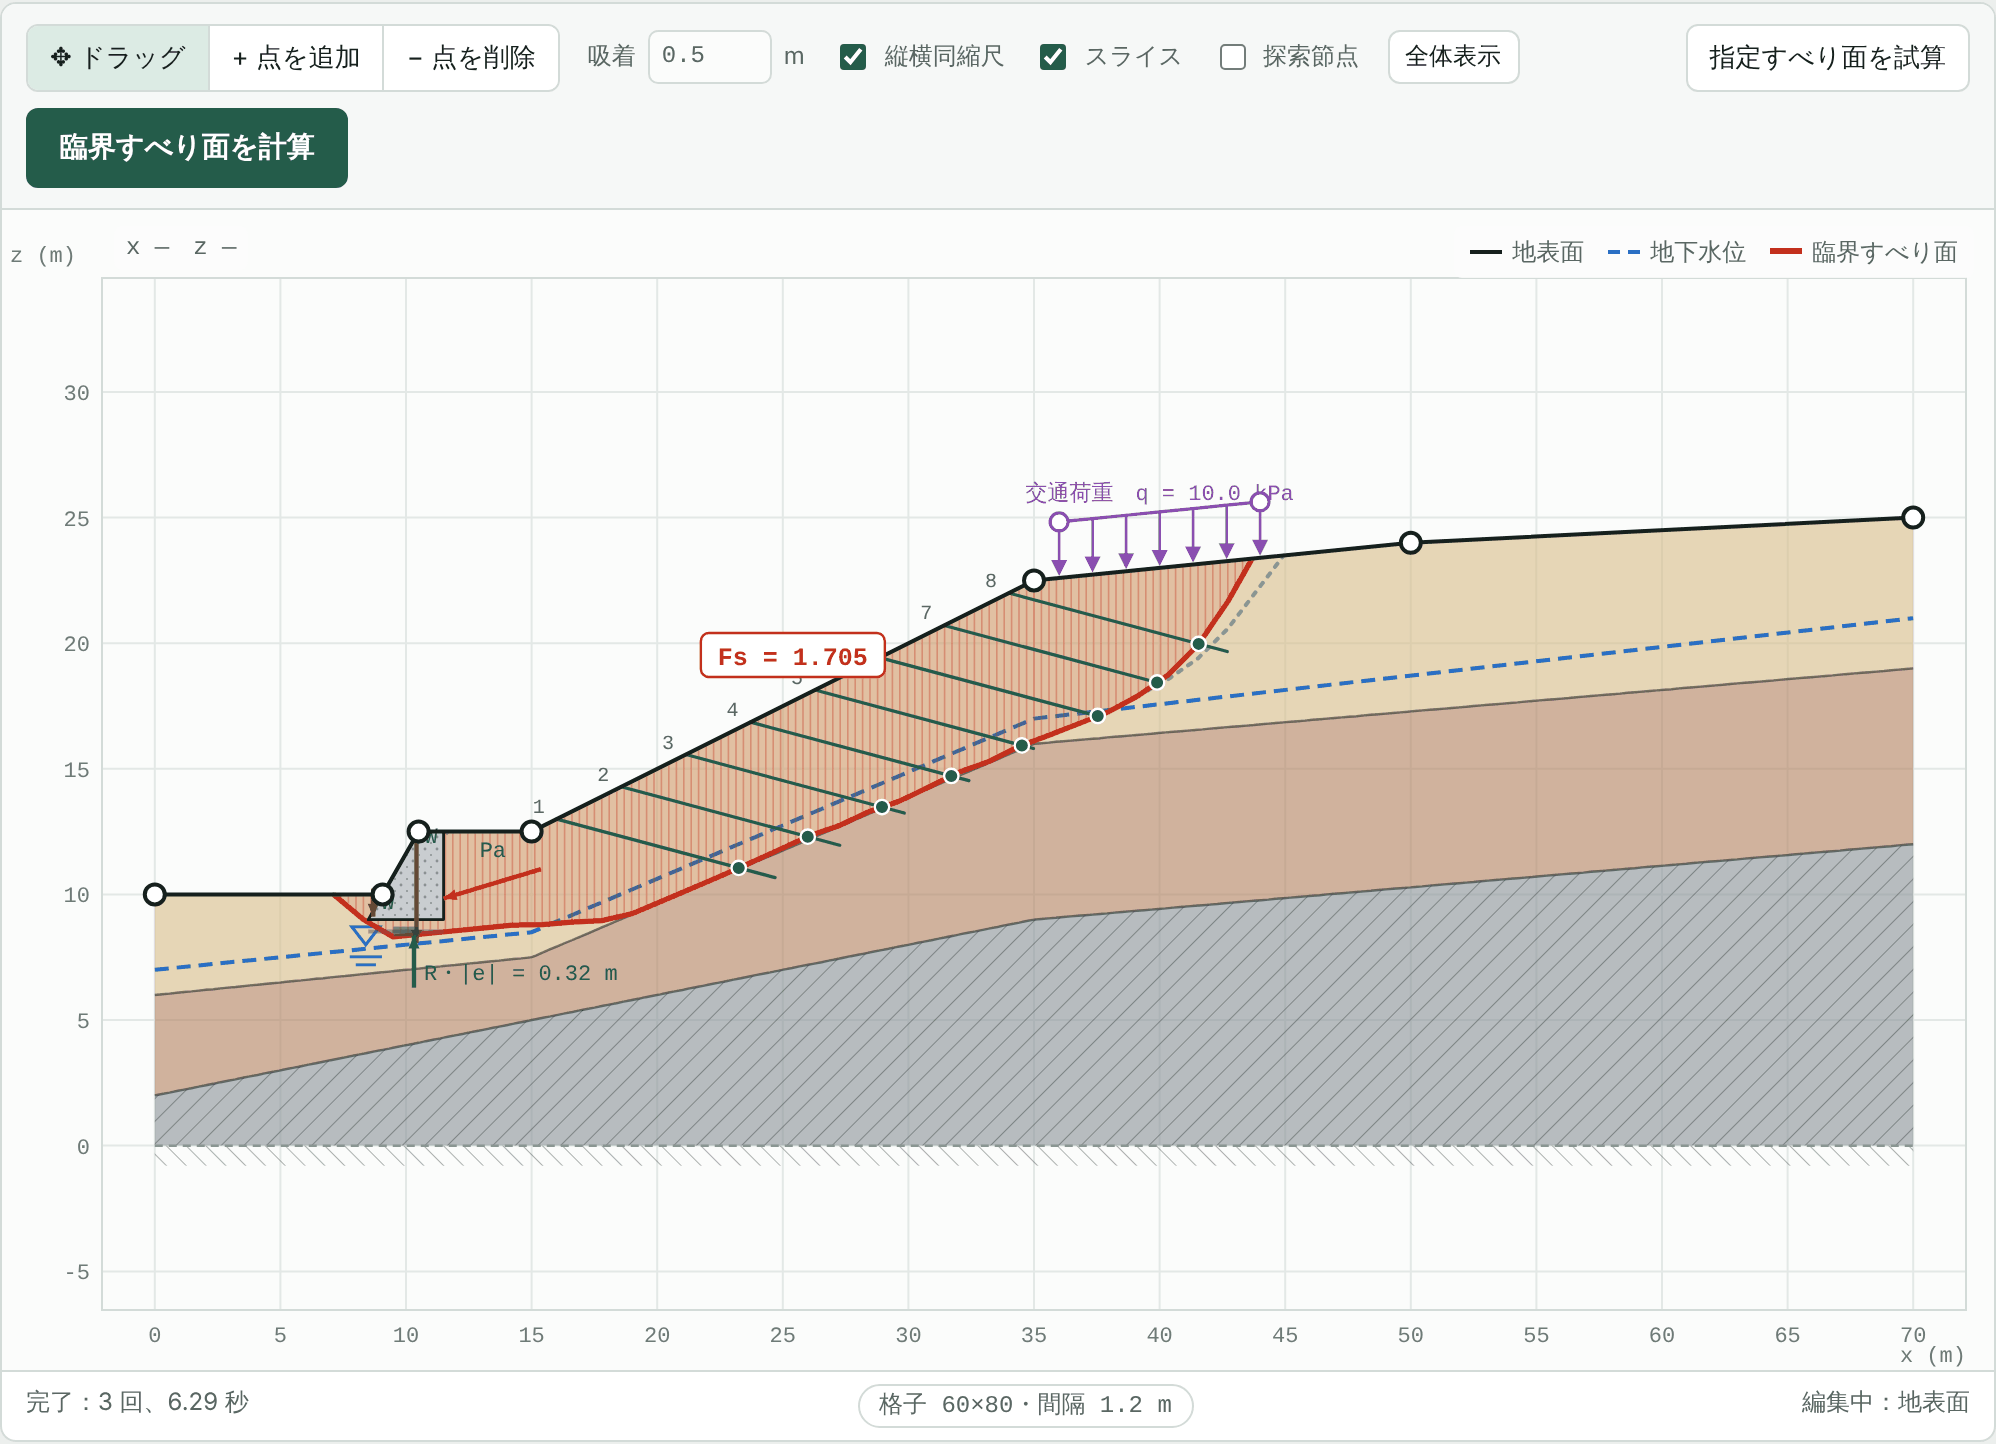 ✥ ドラッグ + 点を追加 − 点を削除 吸着 0.5 m 縦横同縮尺 スライス 探索節点 全体表示 指定すべり面を試算
臨界すべり面を計算
z (m) x — z — 地表面 地下水位 臨界すべり面
30
交通荷重 q = 10.0 kPa
25
8
7
20
Fs = 1.705
5
4
3
15
2
1
W
Pa
10
W
R・|e| = 0.32 m
5
0
-5
0 5 10 15 20 25 30 35 40 45 50 55 60 65 70
x (m)
完了：3 回、6.29 秒 格子 60×80・間隔 1.2 m 編集中：地表面